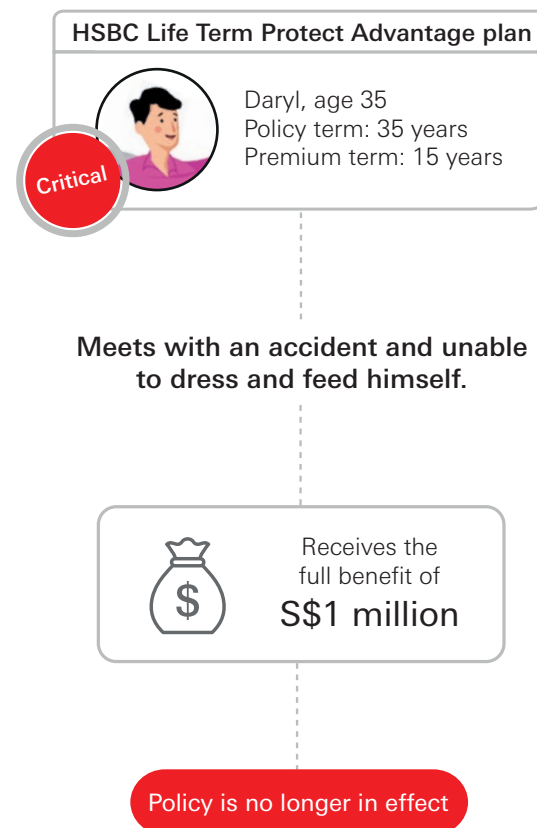 HSBC Life Term Protect Advantage plan
Daryl, age 35
Policy term: 35 years
Premium term: 15 years
Critical
Meets with an accident and unable
to dress and feed himself.
$
Receives the
full benefit of
S$1 million
Policy is no longer in effect